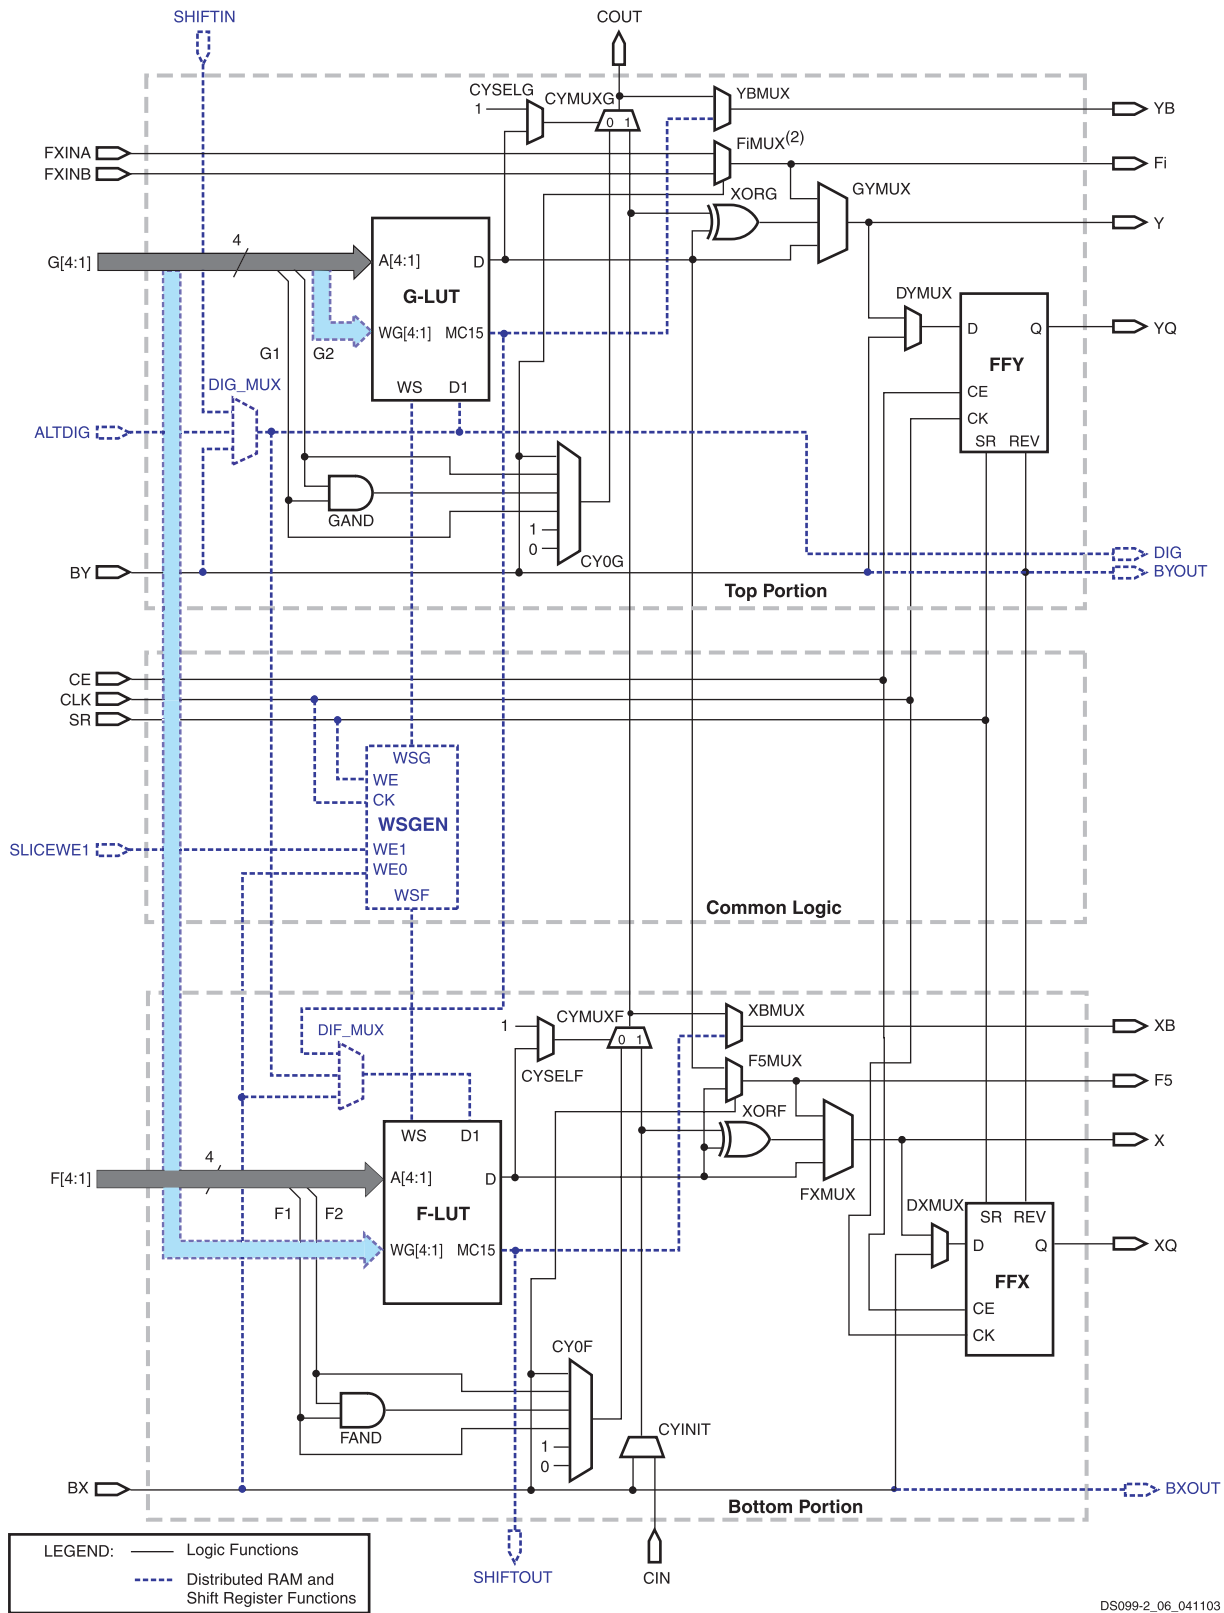 SHIFTIN
COUT
CYSELG
1
CYMUXG
0 1
YBMUX
YB
FXINA
FXINB
FiMUX(2)
Fi
XORG
GYMUX
Y
4
G[4:1]
A[4:1]
D
G-LUT
WG[4:1]
MC15
WS
D1
G1
G2
DYMUX
D
Q
YQ
FFY
CE
CK
SR
REV
DIG_MUX
ALTDIG
GAND
1
0
CY0G
DIG
BY
BYOUT
Top Portion
CE
CLK
SR
WSG
WE
CK
WSGEN
SLICEWE1
WE1
WE0
WSF
Common Logic
XBMUX
XB
CYMUXF
1
0 1
DIF_MUX
CYSELF
F5MUX
F5
XORF
WS
D1
X
4
F[4:1]
A[4:1]
D
FXMUX
F1
F2
F-LUT
DXMUX
SR
REV
WG[4:1]
MC15
D
Q
XQ
FFX
CE
CK
CY0F
FAND
1
0
CYINIT
BX
BXOUT
Bottom Portion
LEGEND:
Logic Functions
Distributed RAM and
Shift Register Functions
SHIFTOUT
CIN
DS099-2_06_041103